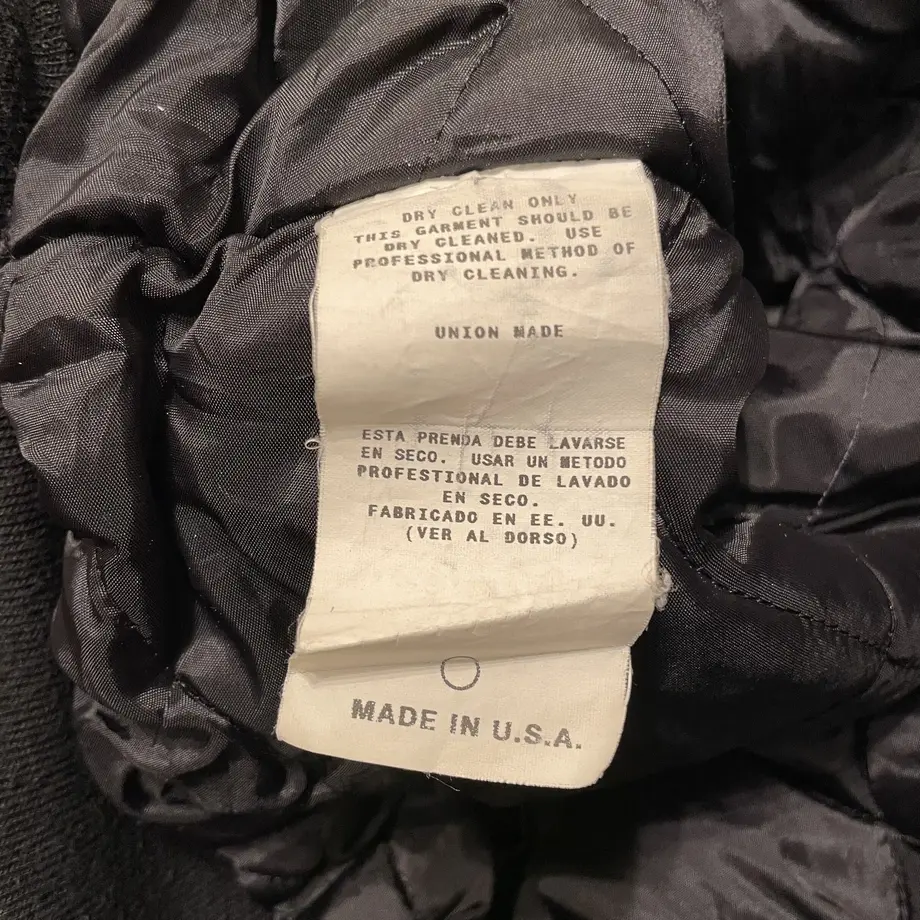 DRY CLEAN ONLY
THIS GARMENT SHOULD BE
DRY CLEANED. USE
PROFESSIONAL METHOD OF
DRY CLEANING.
UNION MADE
ESTA PRENDA DEBE LAVARSE
EN SECO. USAR UN METODO
PROFESTIONAL DE LAVADO
EN SECO.
FABRICADO EN EE. UU.
(VER AL DORSO)
MADE IN U.S.A.